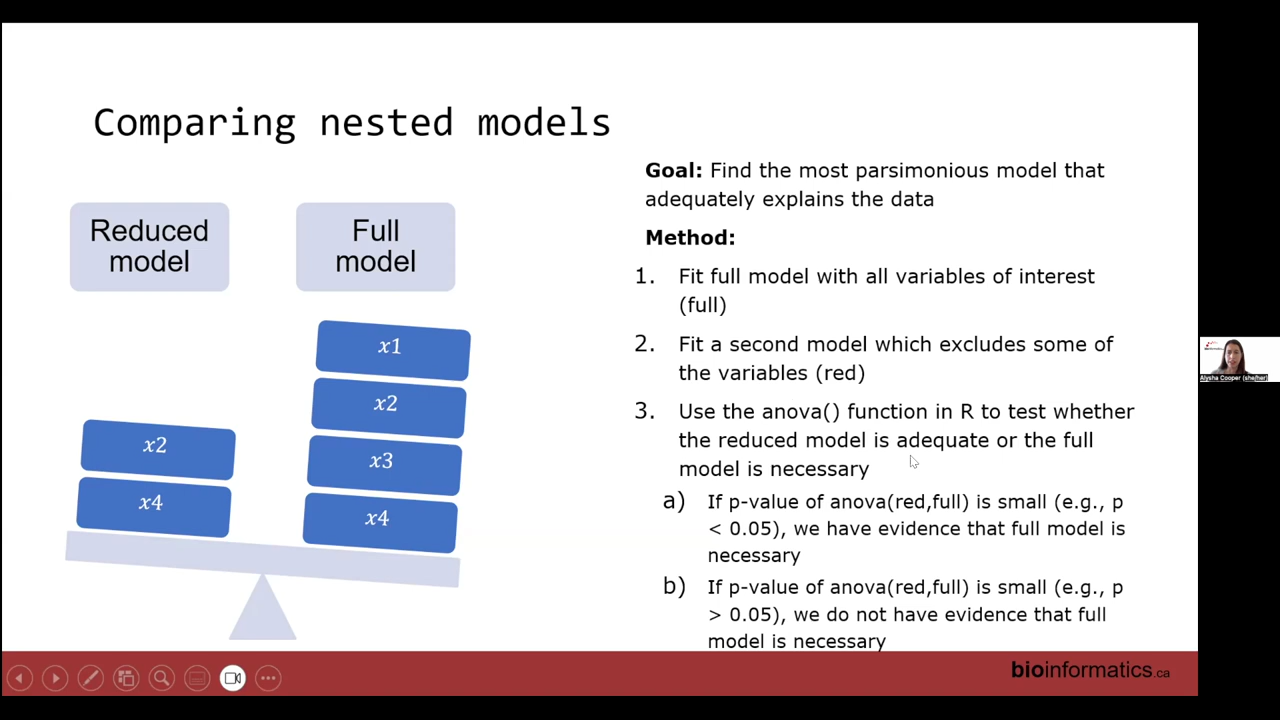 Comparing nested models
Reduced
model
Full
model
x1
x2
x3
x4
x2
x4
Goal: Find the most parsimonious model that
adequately explains the data
Method:
1. Fit full model with all variables of interest
(full)
2. Fit a second model which excludes some of
the variables (red)
3. Use the anova() function in R to test whether
the reduced model is adequate or the full
model is necessary
a) If p-value of anova(red,full) is small (e.g., p
< 0.05), we have evidence that full model is
necessary
b) If p-value of anova(red,full) is small (e.g., p
> 0.05), we do not have evidence that full
model is necessary
bioinformatics.ca
Alysha Cooper (she/her)